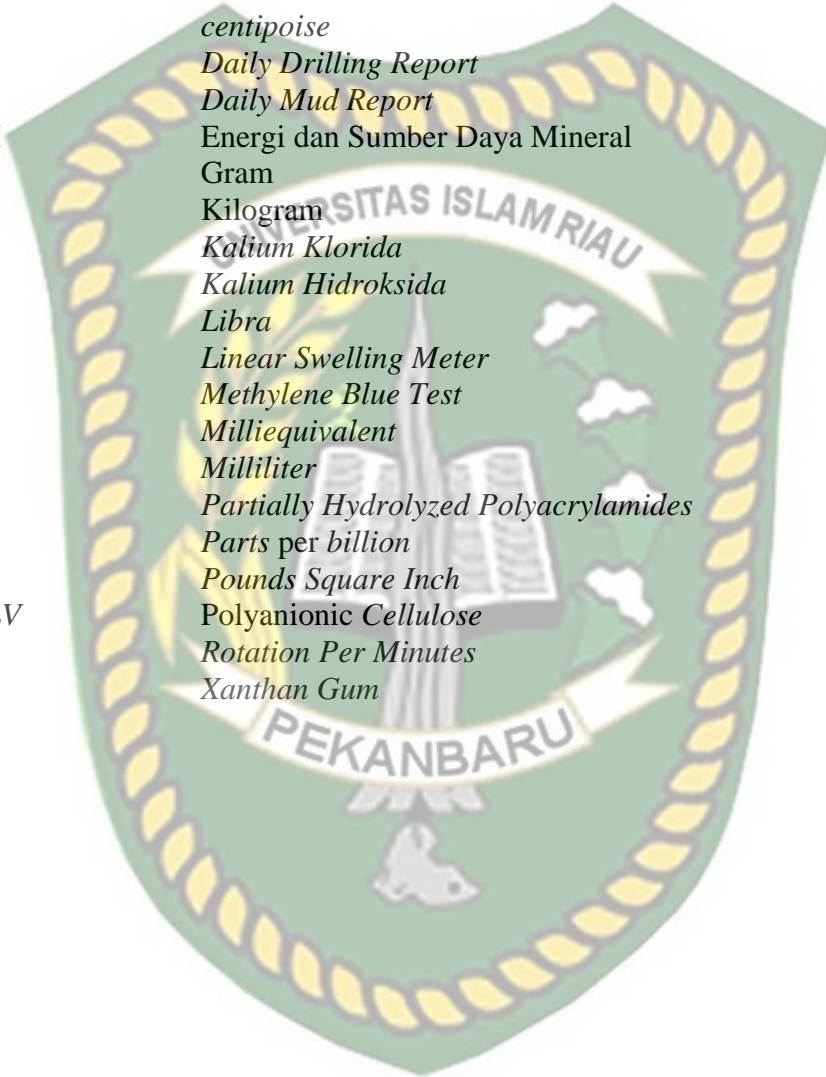 centipoise
Daily Drilling Report
Daily Mud Report
Energi dan Sumber Daya Mineral
Gram
Kilogram
UNIVERSITAS ISLAM RIAU
Kalium Klorida
Kalium Hidroksida
Libra
Linear Swelling Meter
Methylene Blue Test
Milliequivalent
Milliliter
Partially Hydrolyzed Polyacrylamides
Parts per billion
Pounds Square Inch
V Polyanionic Cellulose
Rotation Per Minutes
Xanthan Gum
PEKANBARU